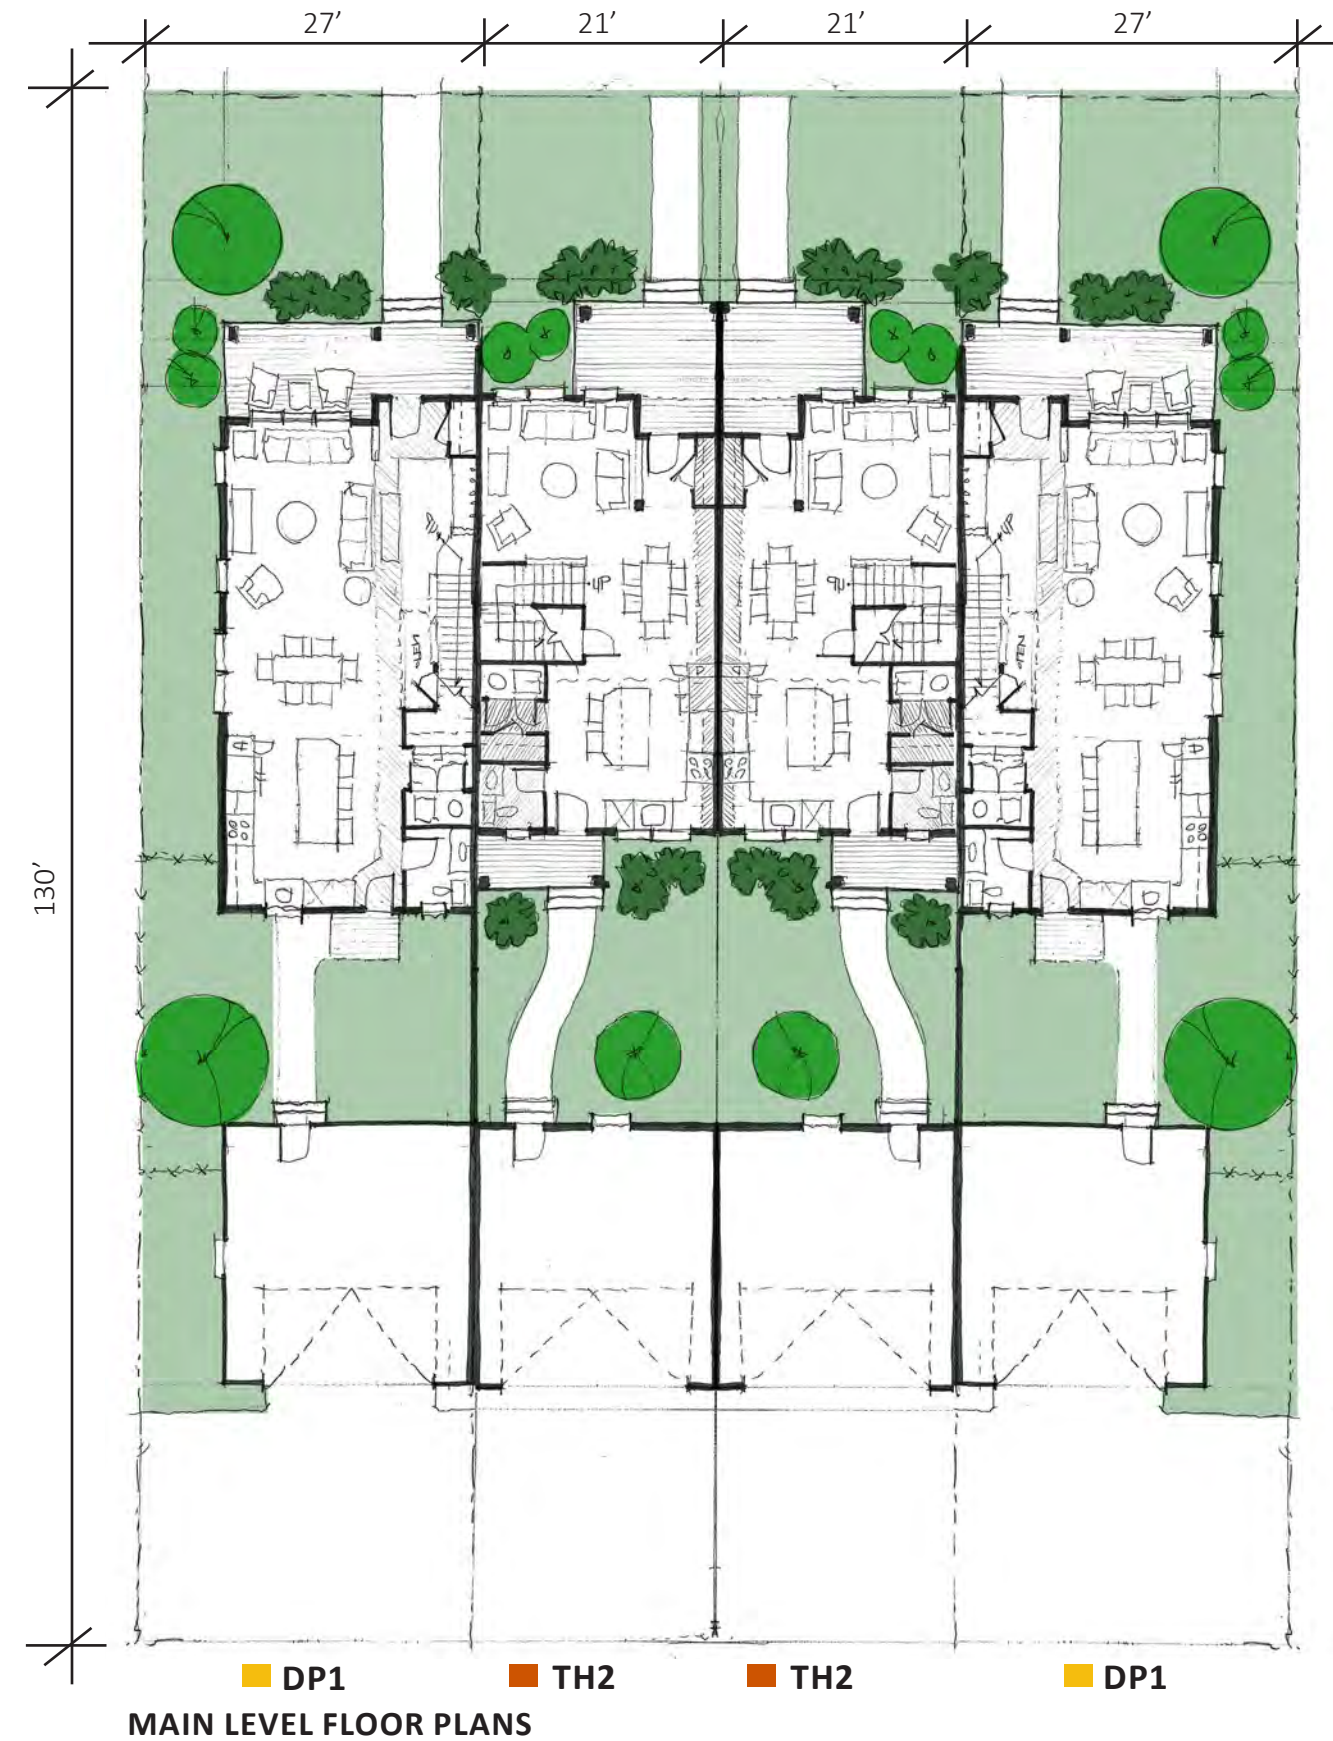 27’ 21’ 21’ 27’
130’
UP UP UP UP
DP1 TH2 TH2 DP1
MAIN LEVEL FLOOR PLANS